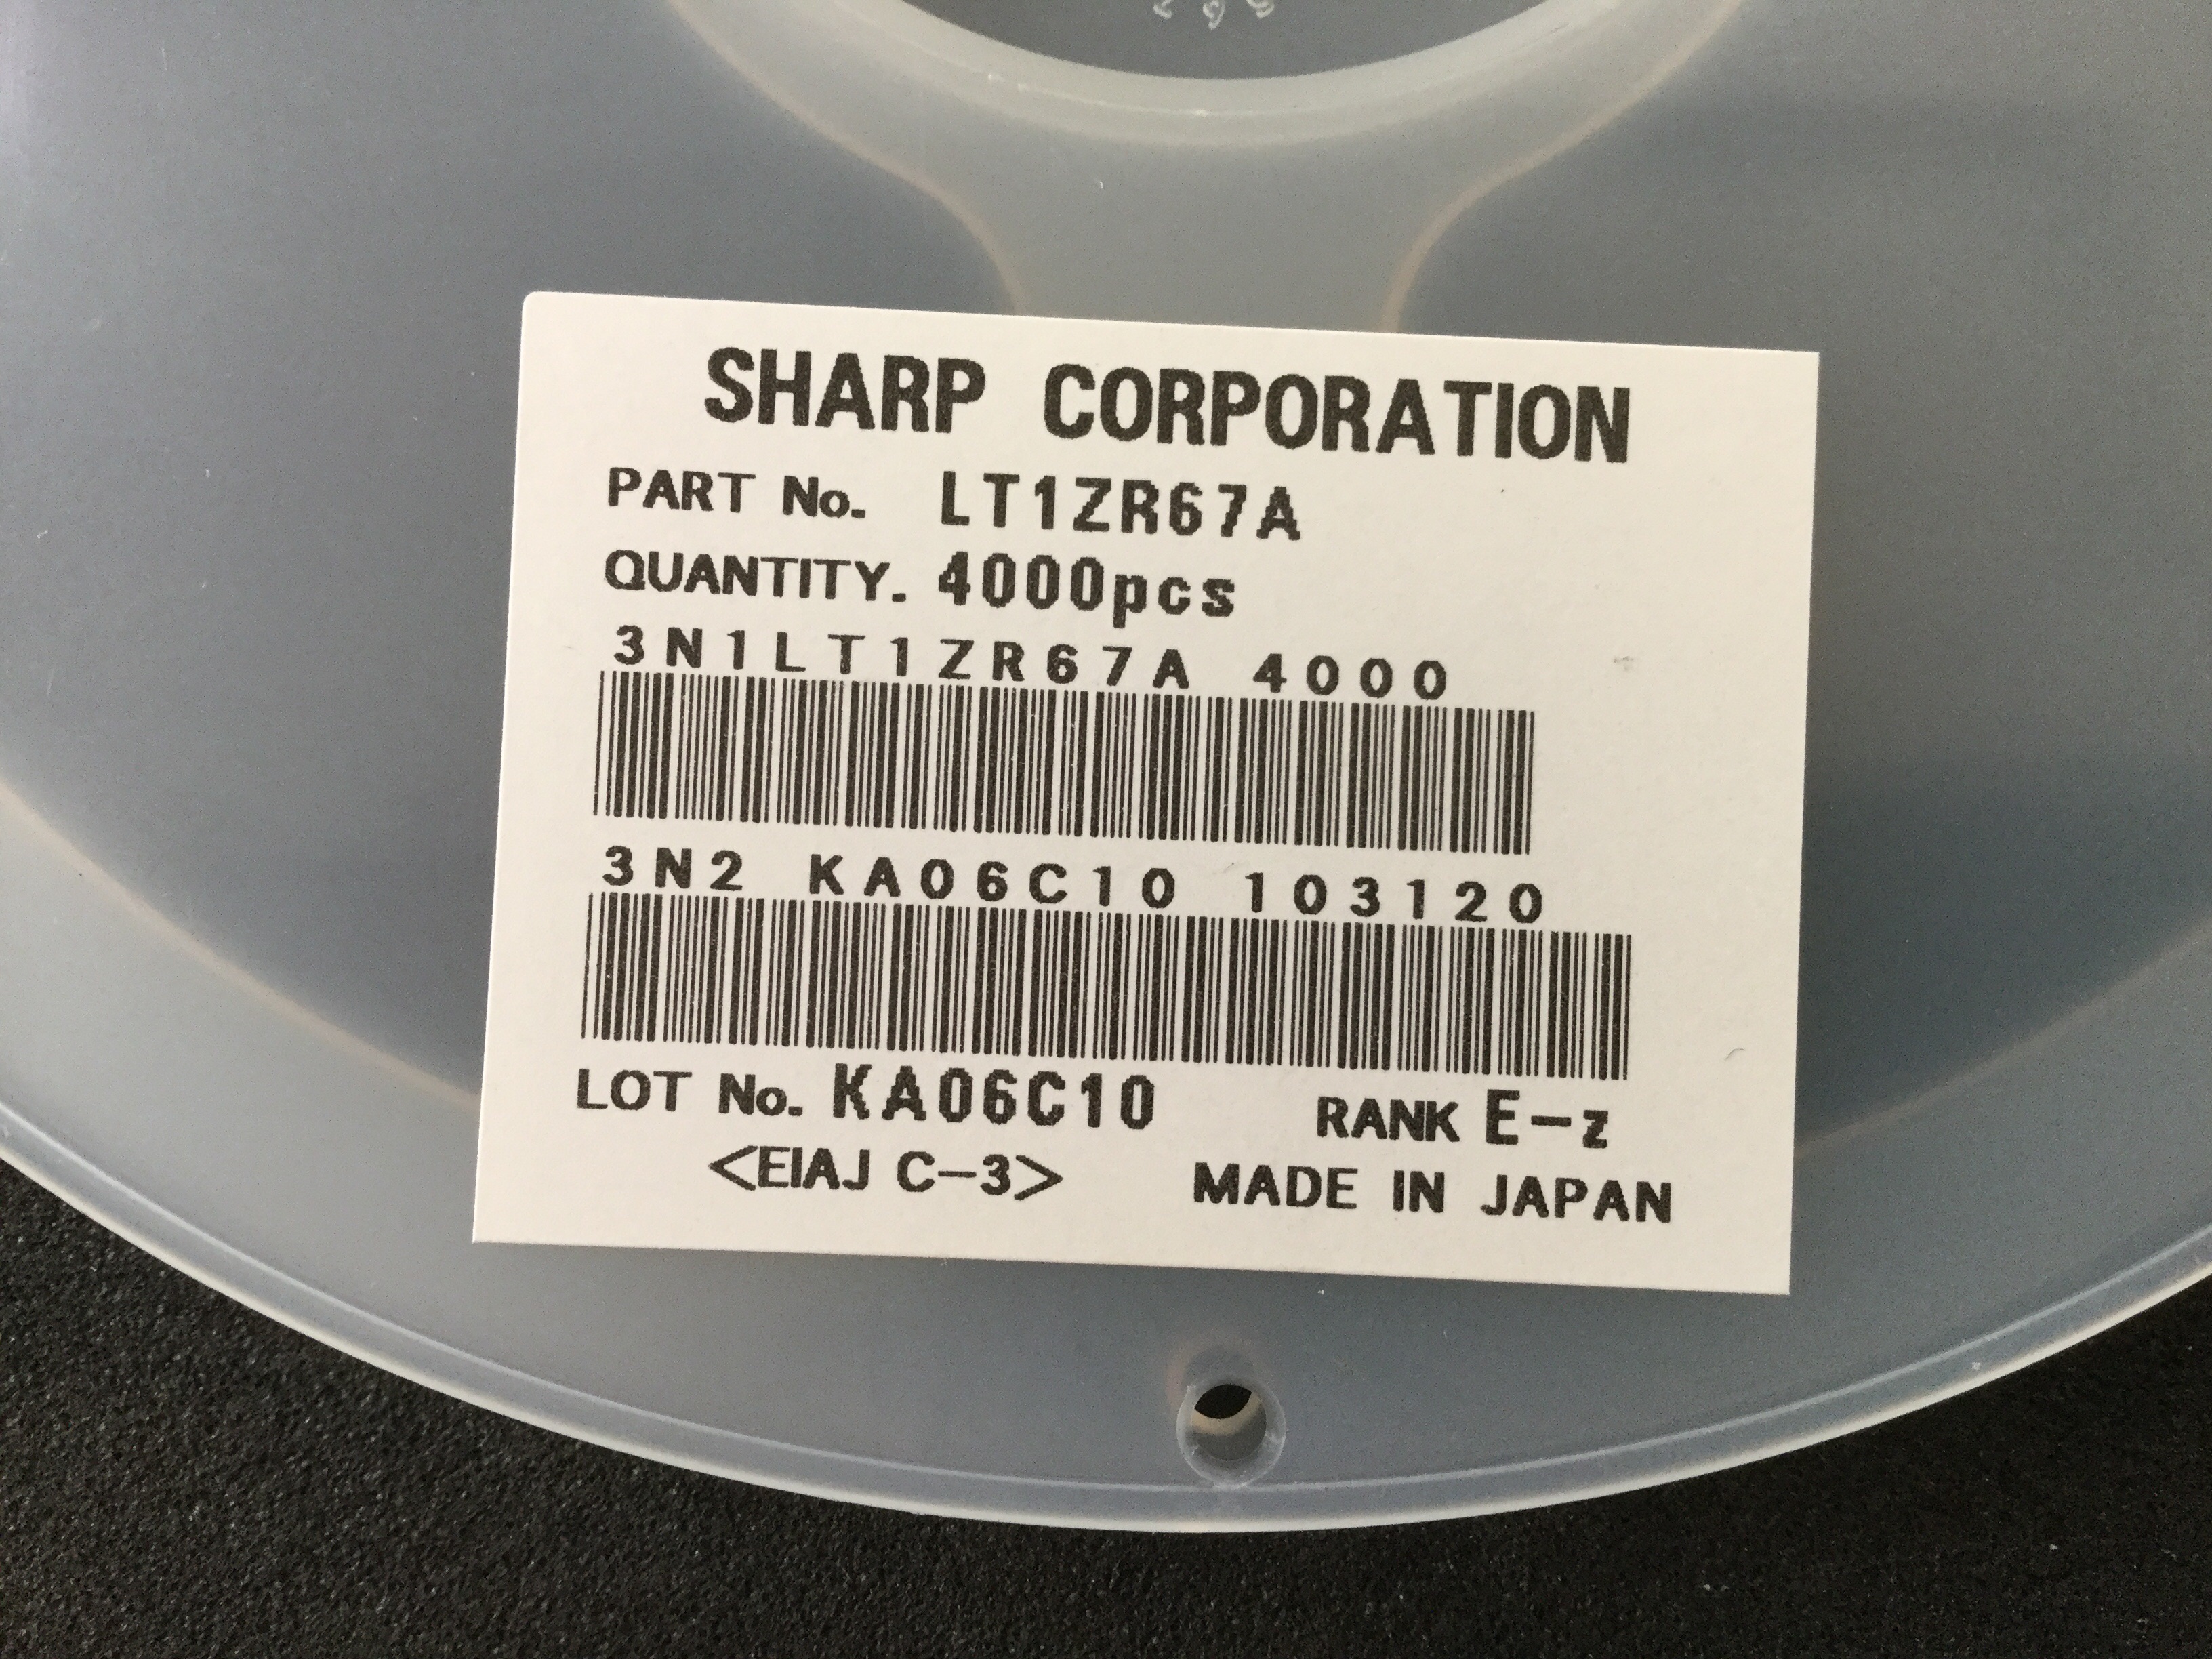 SHARP CORPORATION
PART No. LT1ZR67A
QUANTITY. 4000pcs
3N1LT1ZR67A 4000
3N2 KA06C10 103120
LOT No. KA06C10 RANK E-z
<EIAJ C-3> MADE IN JAPAN